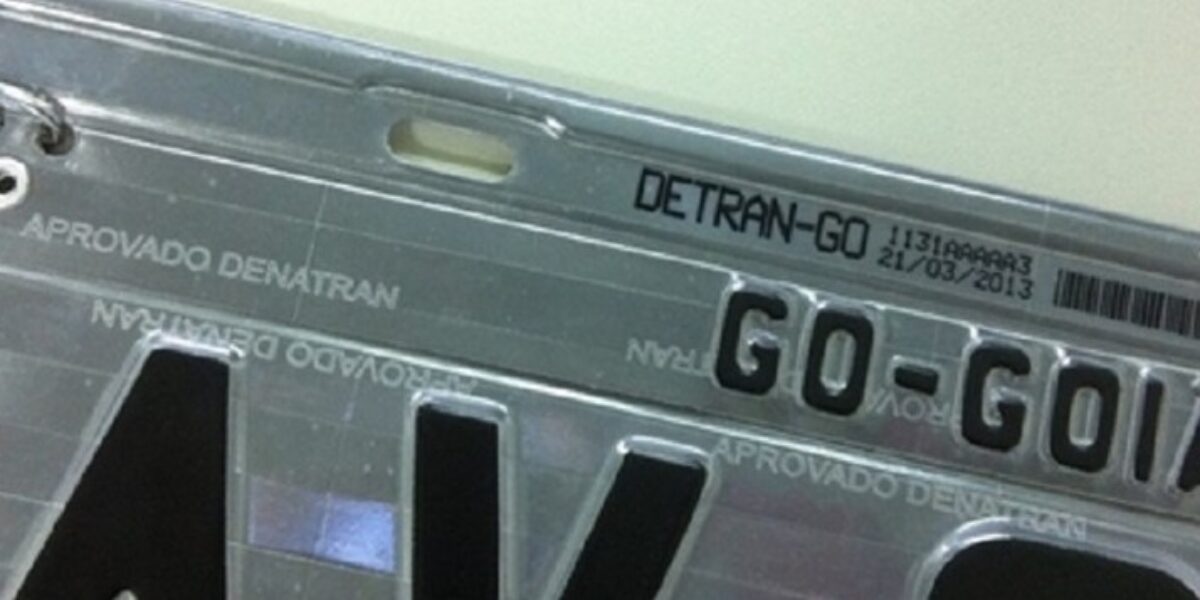 DETRAN-GO
1131AAAAA3
21/03/2013
APROVADO DENATRAN
GO-GOI
APROVADO DENATRAN
APROVADO DENATRAN